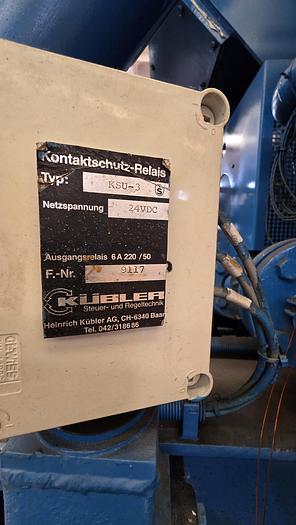 Kontaktschutz-Relais
Typ: KSU-3 S
Netzspannung 24VDC
Ausgangsrelais 6A 220/50
F.-Nr. 9117
KÜBLER
Steuer- und Regeltechnik
Heinrich Kübler AG, CH-6340 Baar
Tel. 042/318686